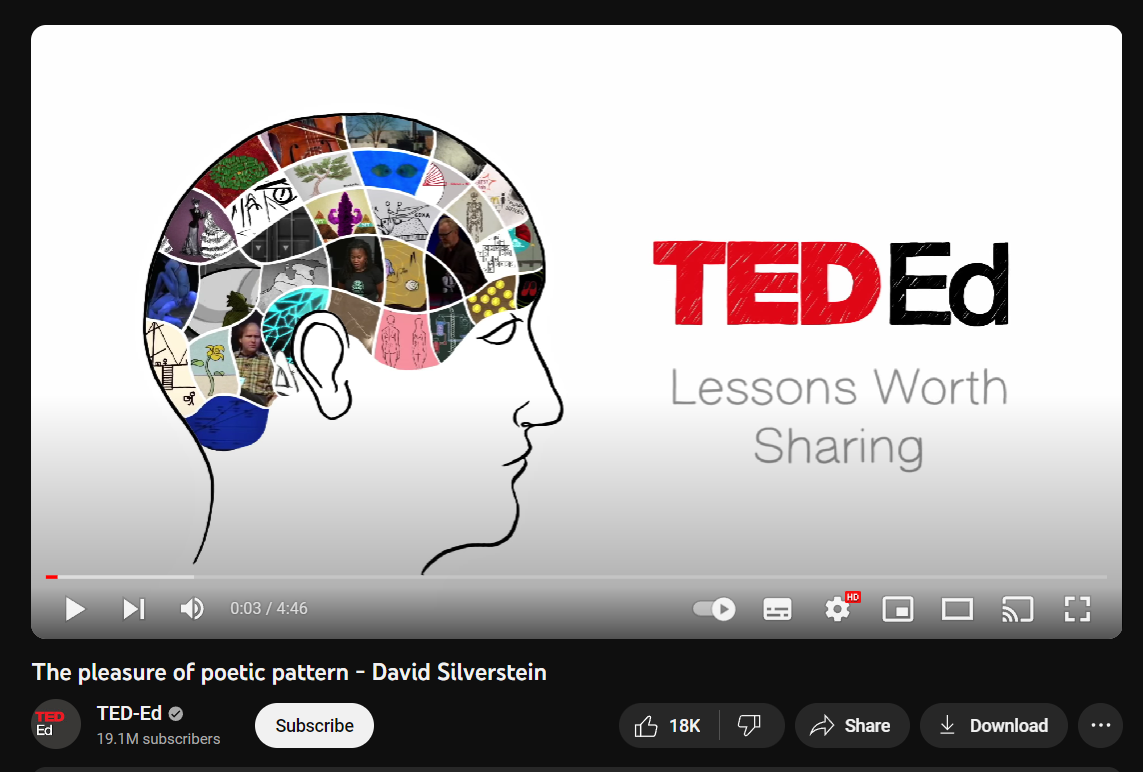 TEDEd
Lessons Worth
Sharing
0:03 / 4:46
HD
The pleasure of poetic pattern - David Silverstein
TED
Ed
TED-Ed
19.1M subscribers
Subscribe
18K
Share
Download